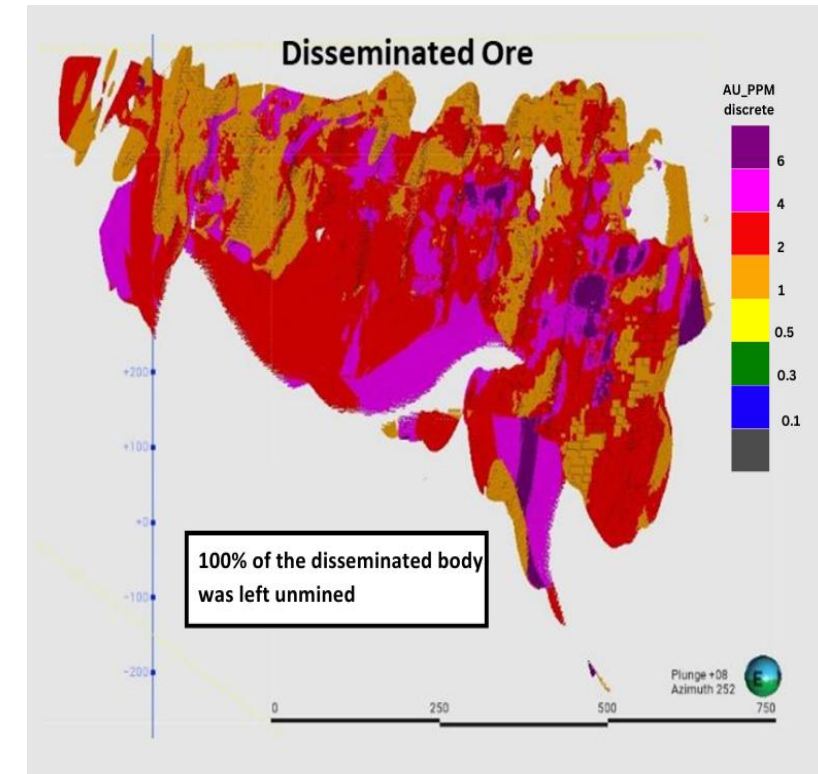 Disseminated Ore
AU_PPM
discrete
6
4
2
1
0.5
0.3
0.1
+200
+100
+0
-100
-200
100% of the disseminated body
was left unmined
Plunge +08
Azimuth 252
E
0 250 500 750